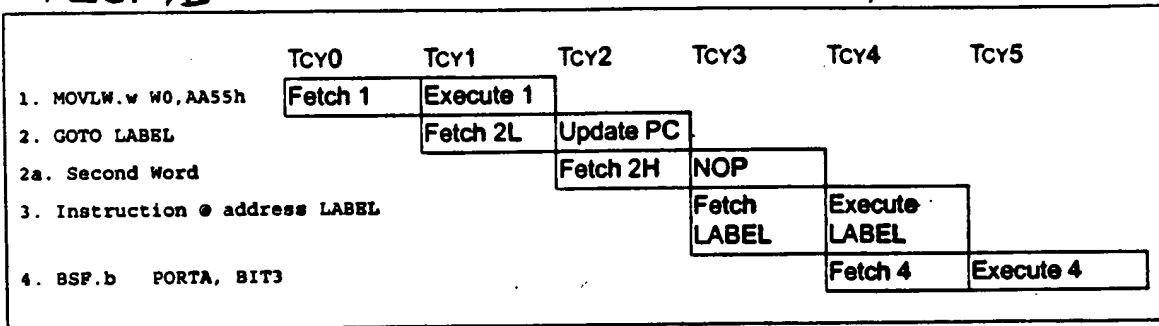 TCY0 TCY1 TCY2 TCY3 TCY4 TCY5
1. MOVLW.w W0,AA55h Fetch 1 Execute 1
2. GOTO LABEL Fetch 2L Update PC
2a. Second Word Fetch 2H NOP
3. Instruction @ address LABEL Fetch LABEL Execute LABEL
4. BSF.b PORTA, BIT3 Fetch 4 Execute 4